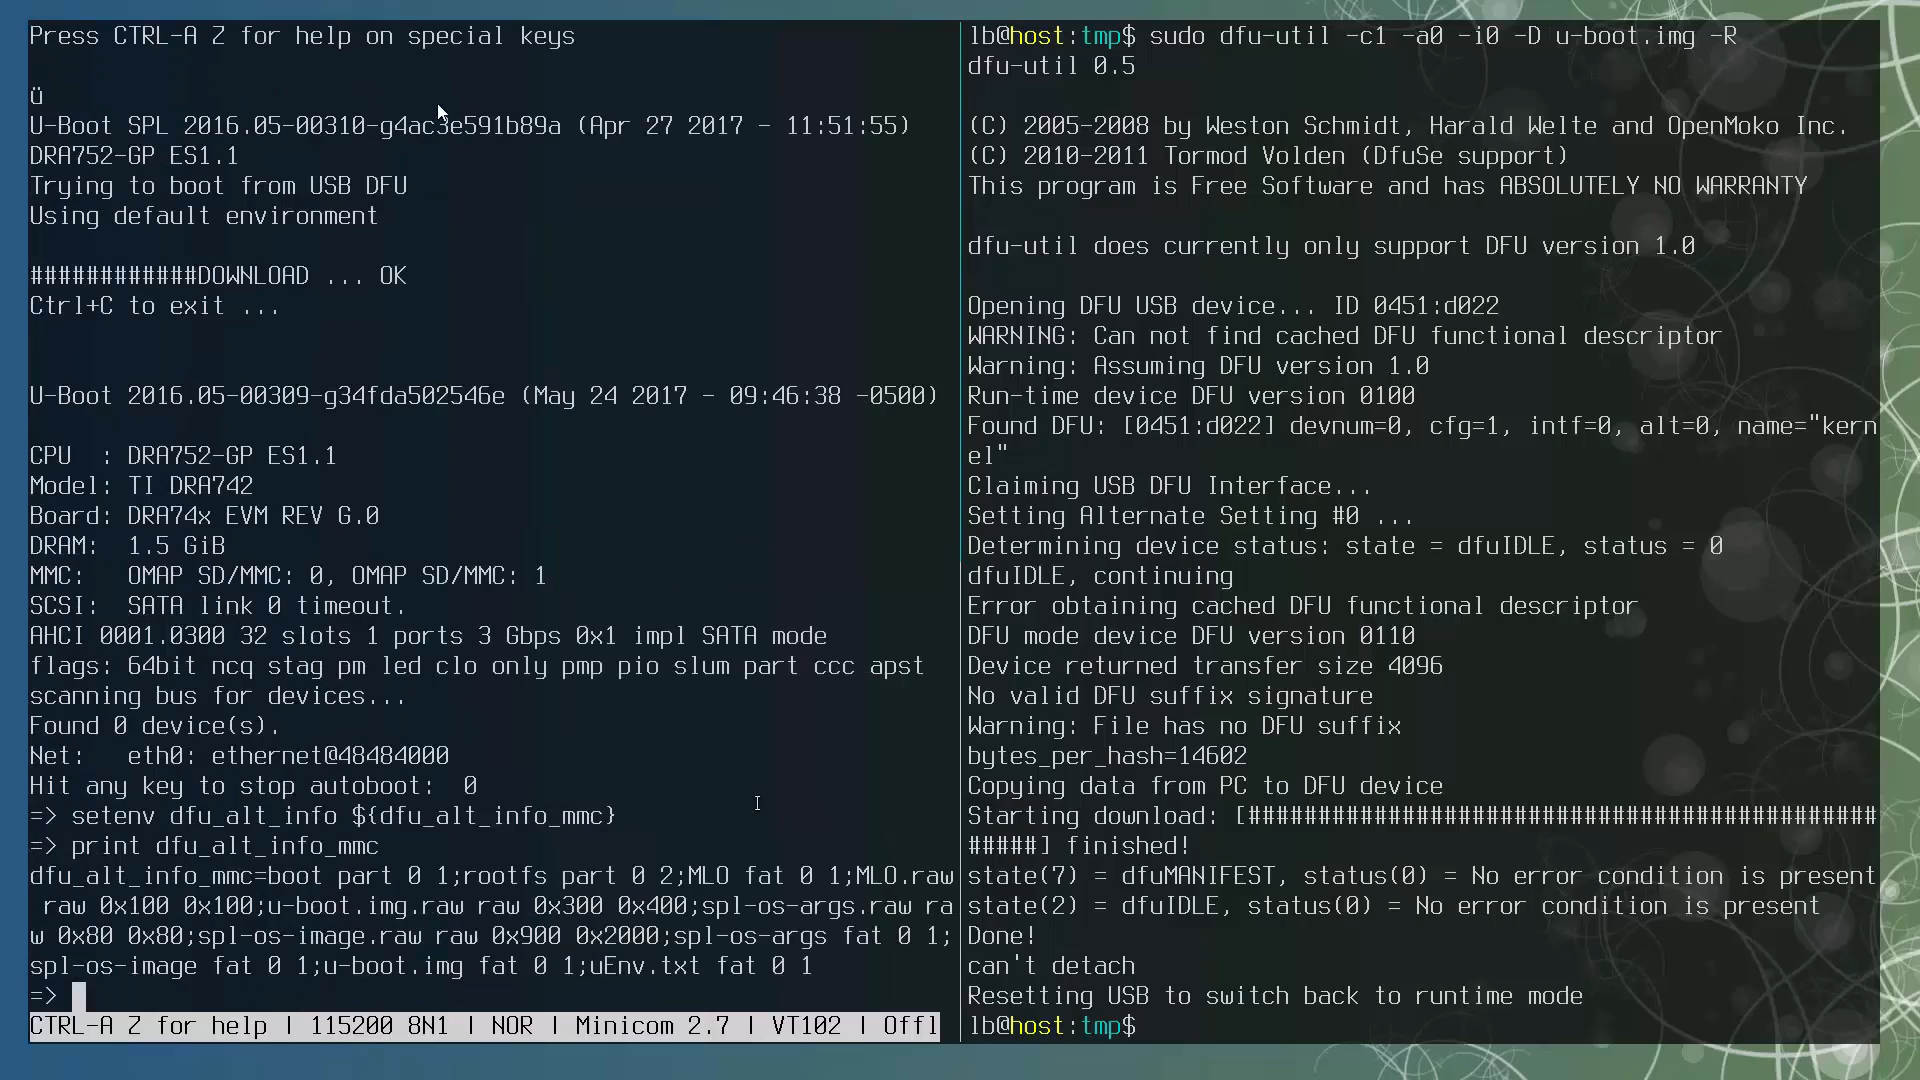 Press CTRL-A Z for help on special keys
ü
U-Boot SPL 2016.05-00310-g4ac3e591b89a (Apr 27 2017 - 11:51:55)
DRA752-GP ES1.1
Trying to boot from USB DFU
Using default environment
############DOWNLOAD ... OK
Ctrl+C to exit ...
U-Boot 2016.05-00309-g34fda502546e (May 24 2017 - 09:46:38 -0500)
CPU  : DRA752-GP ES1.1
Model: TI DRA742
Board: DRA74x EVM REV G.0
DRAM:  1.5 GiB
MMC:   OMAP SD/MMC: 0, OMAP SD/MMC: 1
SCSI:  SATA link 0 timeout.
AHCI 0001.0300 32 slots 1 ports 3 Gbps 0x1 impl SATA mode
flags: 64bit ncq stag pm led clo only pmp pio slum part ccc apst
scanning bus for devices...
Found 0 device(s).
Net:   eth0: ethernet@48484000
Hit any key to stop autoboot:  0
=> setenv dfu_alt_info ${dfu_alt_info_mmc}
=> print dfu_alt_info_mmc
dfu_alt_info_mmc=boot part 0 1;rootfs part 0 2;MLO fat 0 1;MLO.raw
 raw 0x100 0x100;u-boot.img.raw raw 0x300 0x400;spl-os-args.raw ra
w 0x80 0x80;spl-os-image.raw raw 0x900 0x2000;spl-os-args fat 0 1;
spl-os-image fat 0 1;u-boot.img fat 0 1;uEnv.txt fat 0 1
=>
CTRL-A Z for help | 115200 8N1 | NOR | Minicom 2.7 | VT102 | Offl
lb@host:tmp$ sudo dfu-util -c1 -a0 -i0 -D u-boot.img -R
dfu-util 0.5
(C) 2005-2008 by Weston Schmidt, Harald Welte and OpenMoko Inc.
(C) 2010-2011 Tormod Volden (DfuSe support)
This program is Free Software and has ABSOLUTELY NO WARRANTY
dfu-util does currently only support DFU version 1.0
Opening DFU USB device... ID 0451:d022
WARNING: Can not find cached DFU functional descriptor
Warning: Assuming DFU version 1.0
Run-time device DFU version 0100
Found DFU: [0451:d022] devnum=0, cfg=1, intf=0, alt=0, name="kern
el"
Claiming USB DFU Interface...
Setting Alternate Setting #0 ...
Determining device status: state = dfuIDLE, status = 0
dfuIDLE, continuing
Error obtaining cached DFU functional descriptor
DFU mode device DFU version 0110
Device returned transfer size 4096
No valid DFU suffix signature
Warning: File has no DFU suffix
bytes_per_hash=14602
Copying data from PC to DFU device
Starting download: [#############################################
#####] finished!
state(7) = dfuMANIFEST, status(0) = No error condition is present
state(2) = dfuIDLE, status(0) = No error condition is present
Done!
can't detach
Resetting USB to switch back to runtime mode
lb@host:tmp$